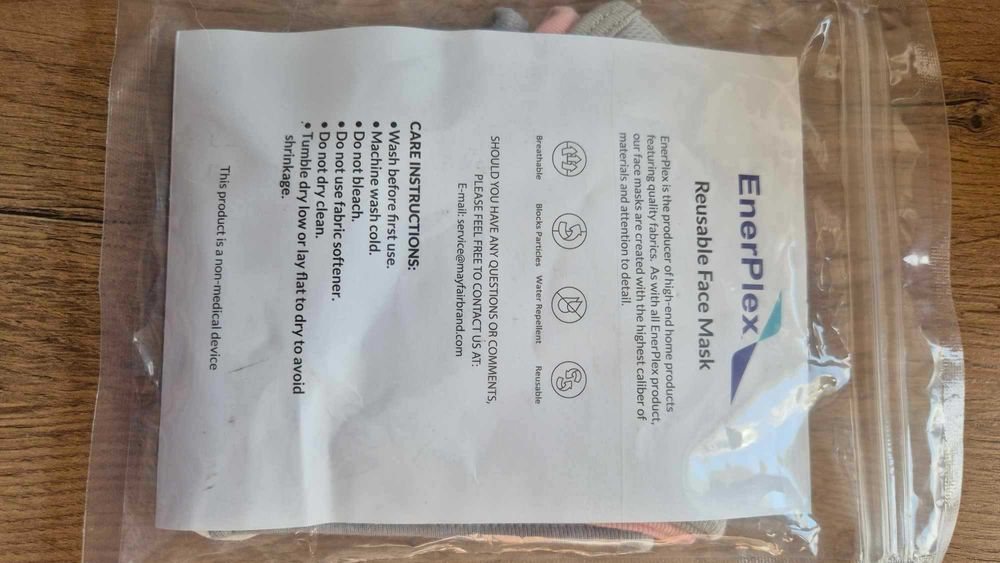 EnerPlex
Reusable Face Mask
EnerPlex is the producer of high-end home products
featuring quality fabrics. As with all EnerPlex product,
our face masks are created with the highest caliber of
materials and attention to detail.
Breathable Blocks Particles Water Repellent Reusable
SHOULD YOU HAVE ANY QUESTIONS OR COMMENTS,
PLEASE FEEL FREE TO CONTACT US AT:
E-mail: service@mayfairbrand.com
CARE INSTRUCTIONS:
• Wash before first use.
• Machine wash cold.
• Do not bleach.
• Do not use fabric softener.
• Do not dry clean.
• Tumble dry low or lay flat to dry to avoid
shrinkage.
This product is a non-medical device